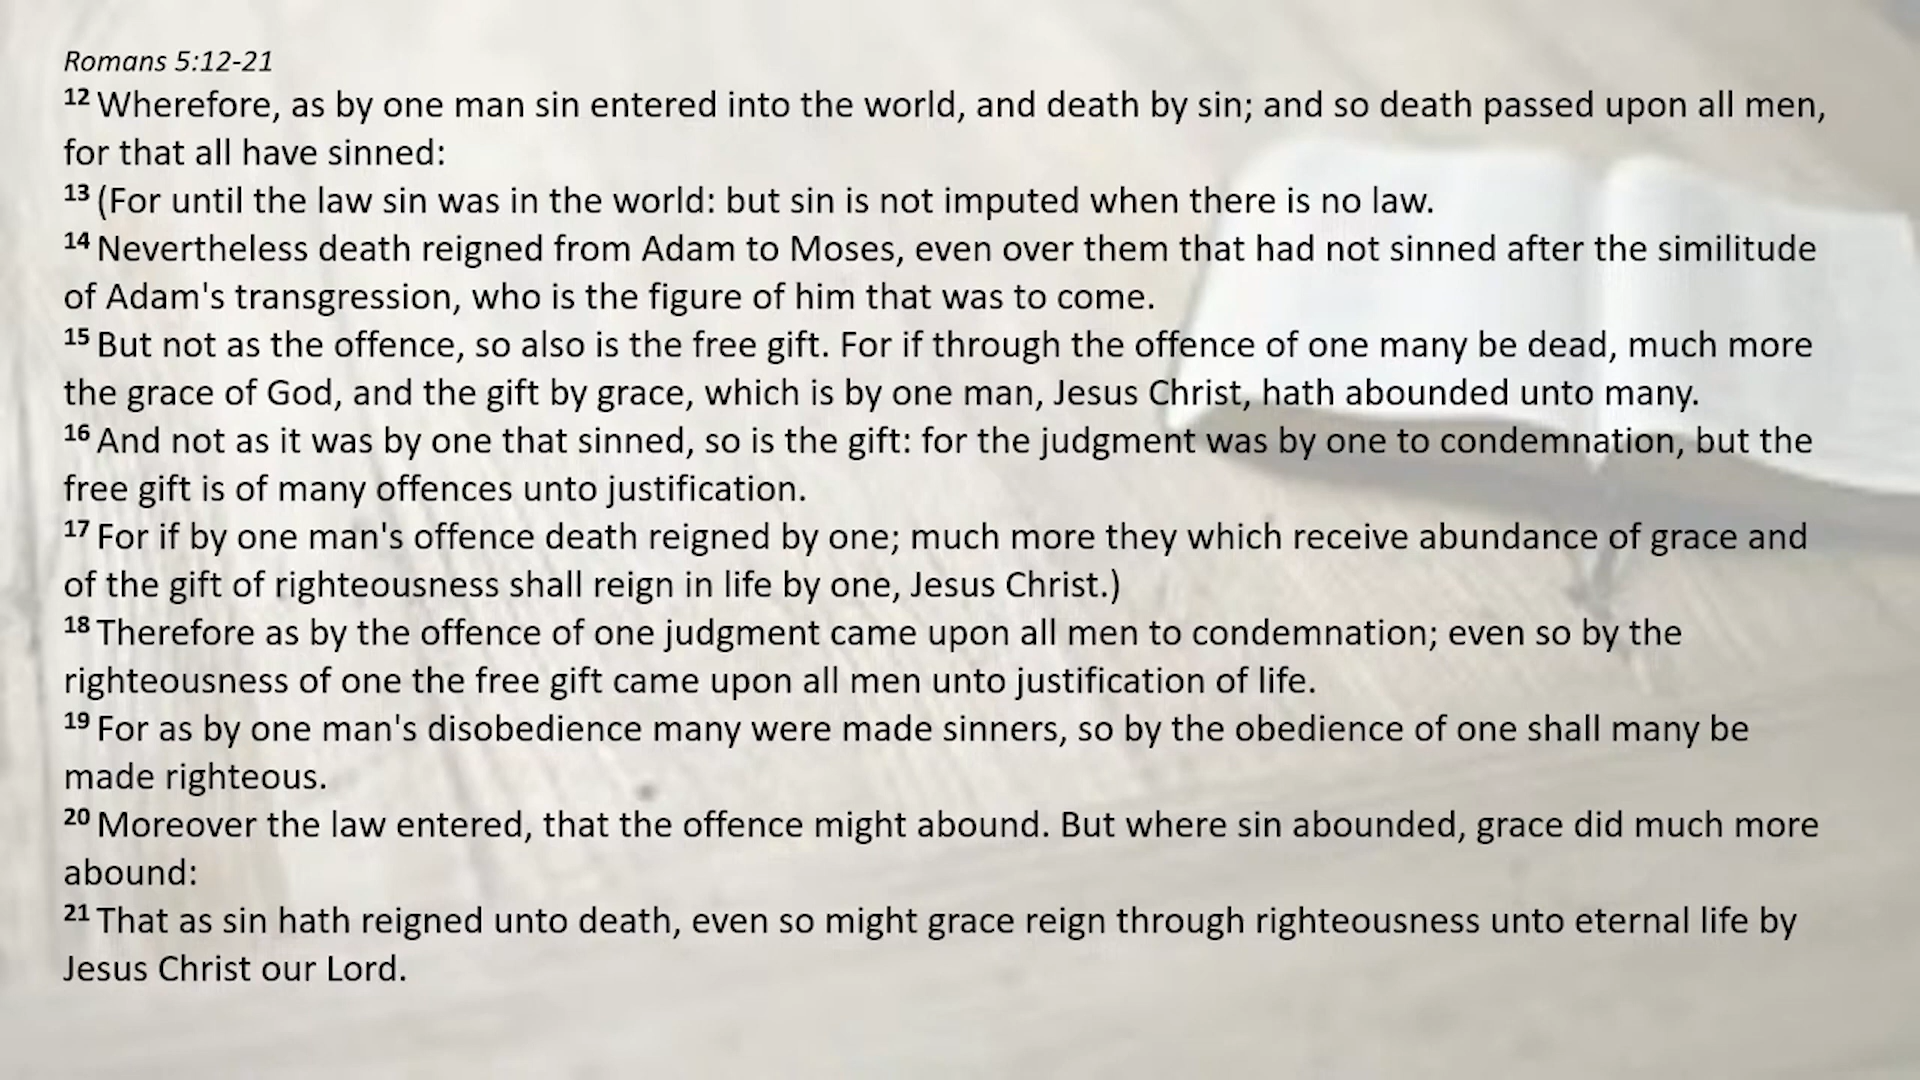 Romans 5:12-21
12 Wherefore, as by one man sin entered into the world, and death by sin; and so death passed upon all men,
for that all have sinned:
13 (For until the law sin was in the world: but sin is not imputed when there is no law.
14 Nevertheless death reigned from Adam to Moses, even over them that had not sinned after the similitude
of Adam's transgression, who is the figure of him that was to come.
15 But not as the offence, so also is the free gift. For if through the offence of one many be dead, much more
the grace of God, and the gift by grace, which is by one man, Jesus Christ, hath abounded unto many.
16 And not as it was by one that sinned, so is the gift: for the judgment was by one to condemnation, but the
free gift is of many offences unto justification.
17 For if by one man's offence death reigned by one; much more they which receive abundance of grace and
of the gift of righteousness shall reign in life by one, Jesus Christ.)
18 Therefore as by the offence of one judgment came upon all men to condemnation; even so by the
righteousness of one the free gift came upon all men unto justification of life.
19 For as by one man's disobedience many were made sinners, so by the obedience of one shall many be
made righteous.
20 Moreover the law entered, that the offence might abound. But where sin abounded, grace did much more
abound:
21 That as sin hath reigned unto death, even so might grace reign through righteousness unto eternal life by
Jesus Christ our Lord.